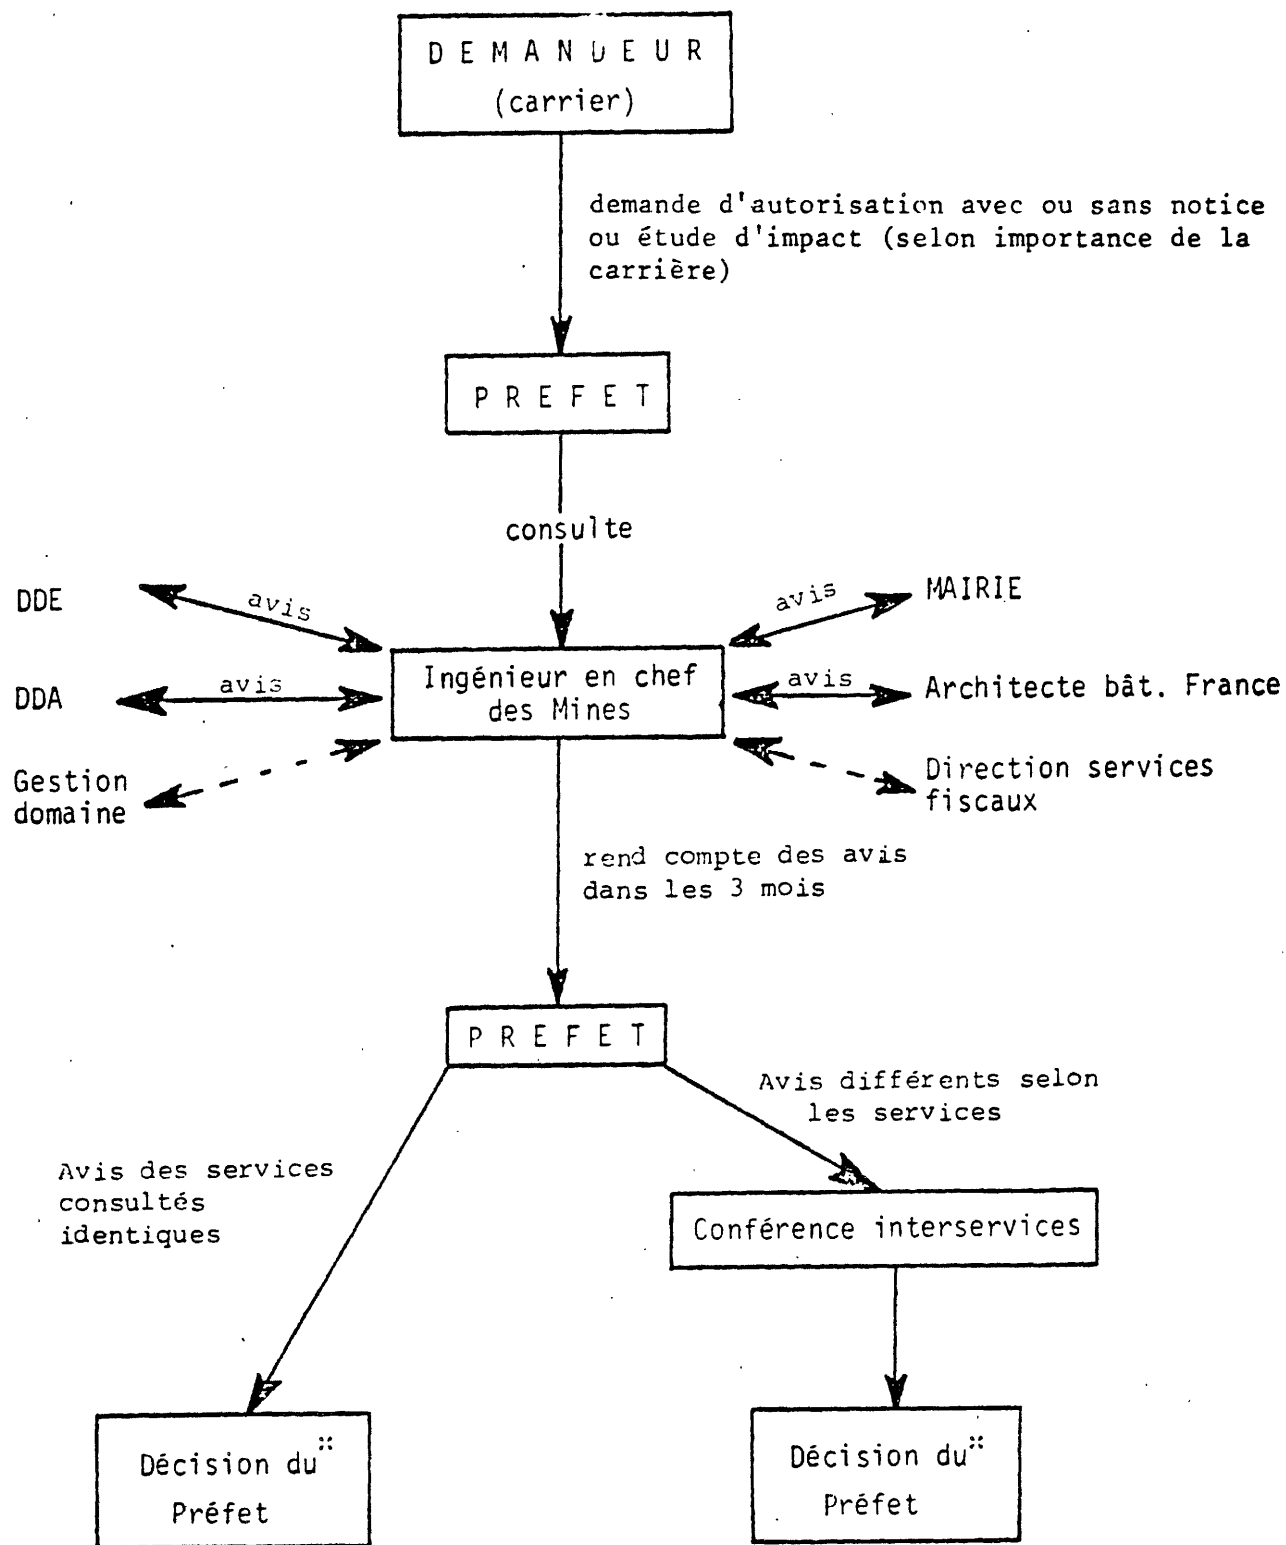 D E M A N D E U R
(carrier)
demande d'autorisation avec ou sans notice
ou étude d'impact (selon importance de la
carrière)
P R E F E T
consulte
DDE
avis
avis
MAIRIE
Ingénieur en chef
des Mines
DDA
avis
avis
Architecte bât. France
Gestion
domaine
Direction services
fiscaux
rend compte des avis
dans les 3 mois
P R E F E T
Avis différents selon
les services
Avis des services
consultés
identiques
Conférence interservices
Décision du※
Préfet
Décision du※
Préfet